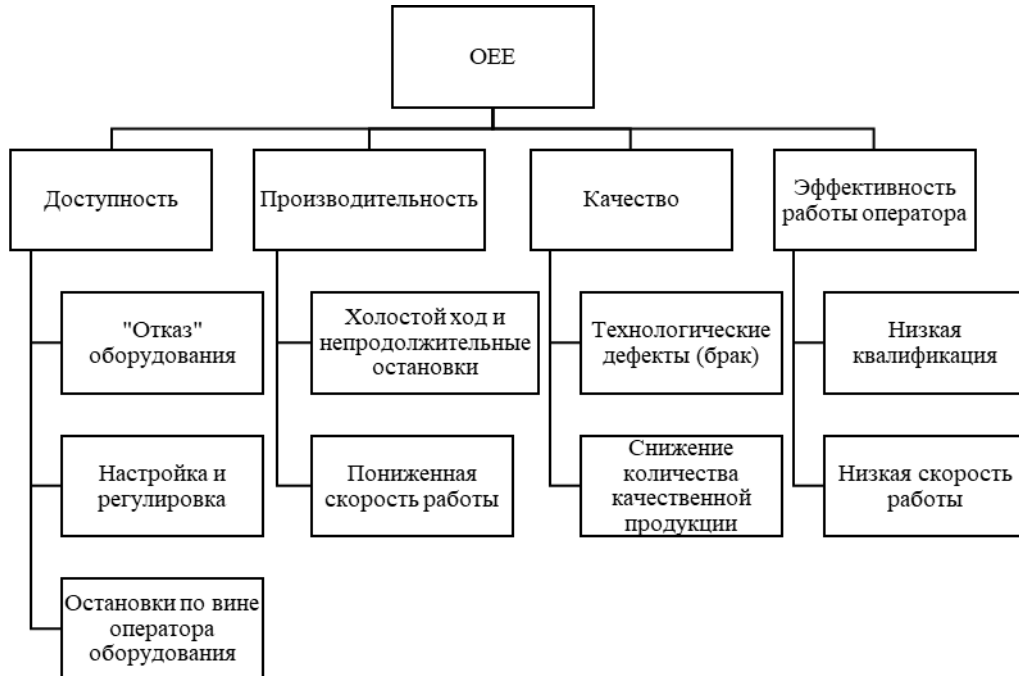 OEE
Доступность
Производительность
Качество
Эффективность
работы оператора
"Отказ"
оборудования
Холостой ход и
непродолжительные
остановки
Технологические
дефекты (брак)
Низкая
квалификация
Настройка и
регулировка
Пониженная
скорость работы
Снижение
количества
качественной
продукции
Низкая скорость
работы
Остановки по вине
оператора
оборудования